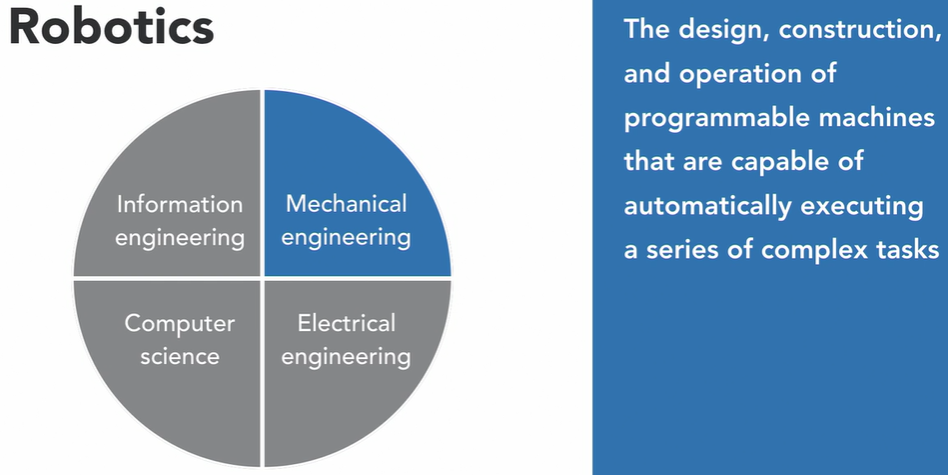 Robotics
Information
engineering
Mechanical
engineering
Computer
science
Electrical
engineering
The design, construction,
and operation of
programmable machines
that are capable of
automatically executing
a series of complex tasks